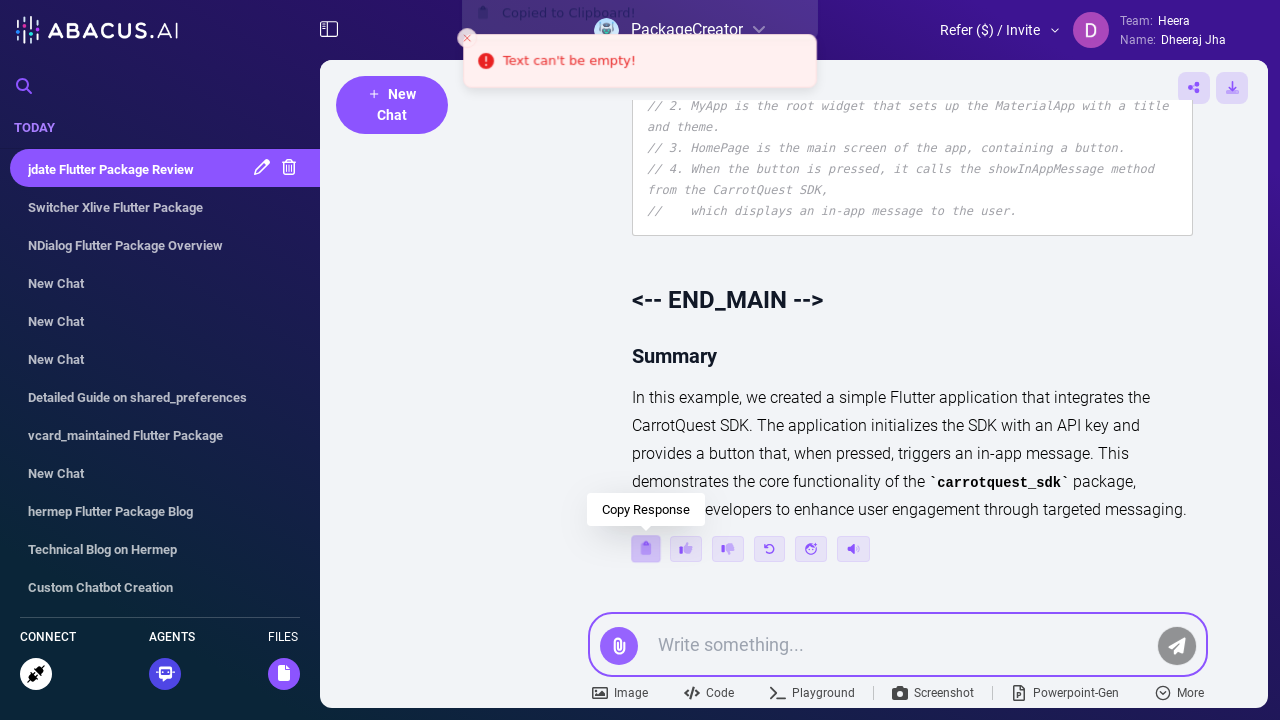 ABACUS.AI
Copied to Clipboard!
PackageCreator
Refer ($) / Invite
D
Team: Heera
Name: Dheeraj Jha
Text can't be empty!
+ New
Chat
TODAY
jdate Flutter Package Review
Switcher Xlive Flutter Package
NDialog Flutter Package Overview
New Chat
New Chat
New Chat
Detailed Guide on shared_preferences
vcard_maintained Flutter Package
New Chat
hermep Flutter Package Blog
Technical Blog on Hermep
Custom Chatbot Creation
CONNECT
AGENTS
FILES
// 2. MyApp is the root widget that sets up the MaterialApp with a title
and theme.
// 3. HomePage is the main screen of the app, containing a button.
// 4. When the button is pressed, it calls the showInAppMessage method
from the CarrotQuest SDK,
//    which displays an in-app message to the user.
<-- END_MAIN -->
Summary
In this example, we created a simple Flutter application that integrates the
CarrotQuest SDK. The application initializes the SDK with an API key and
provides a button that, when pressed, triggers an in-app message. This
demonstrates the core functionality of the `carrotquest_sdk` package,
evelopers to enhance user engagement through targeted messaging.
Copy Response
Write something...
Image
Code
Playground
Screenshot
Powerpoint-Gen
More